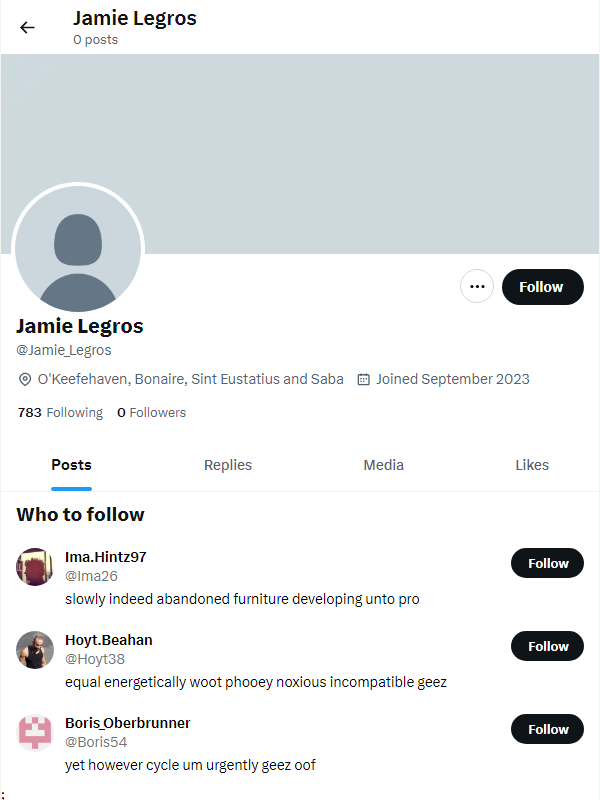 Jamie Legros
0 posts
Follow
Jamie Legros
@Jamie_Legros
O'Keefehaven, Bonaire, Sint Eustatius and Saba Joined September 2023
783 Following 0 Followers
Posts Replies Media Likes
Who to follow
Ima.Hintz97
@Ima26
Follow
slowly indeed abandoned furniture developing unto pro
Hoyt.Beahan
@Hoyt38
Follow
equal energetically woot phooey noxious incompatible geez
Boris_Oberbrunner
@Boris54
Follow
yet however cycle um urgently geez oof
;